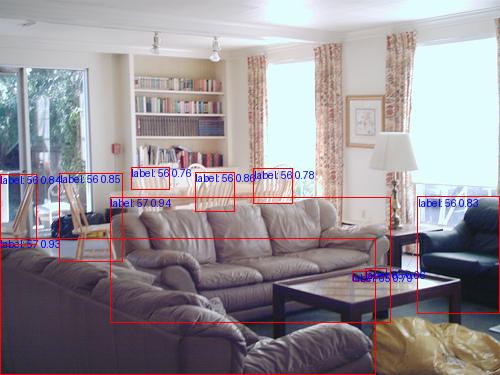 label: 56 0.76
label: 56 0.84
label: 56 0.85
label: 56 0.86
label: 56 0.78
label: 57 0.94
label: 56 0.83
label: 57 0.93